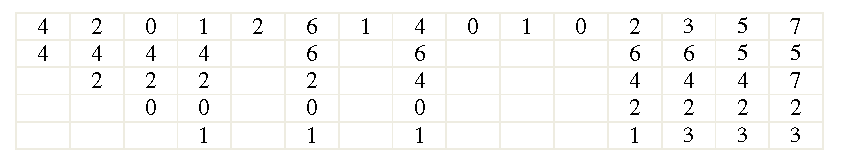 4 2 0 1 2 6 1 4 0 1 0 2 3 5 7
4 4 4 4 6 6 6 6 5 5
2 2 2 2 4 4 4 4 7
0 0 0 0 2 2 2 2
1 1 1 1 3 3 3